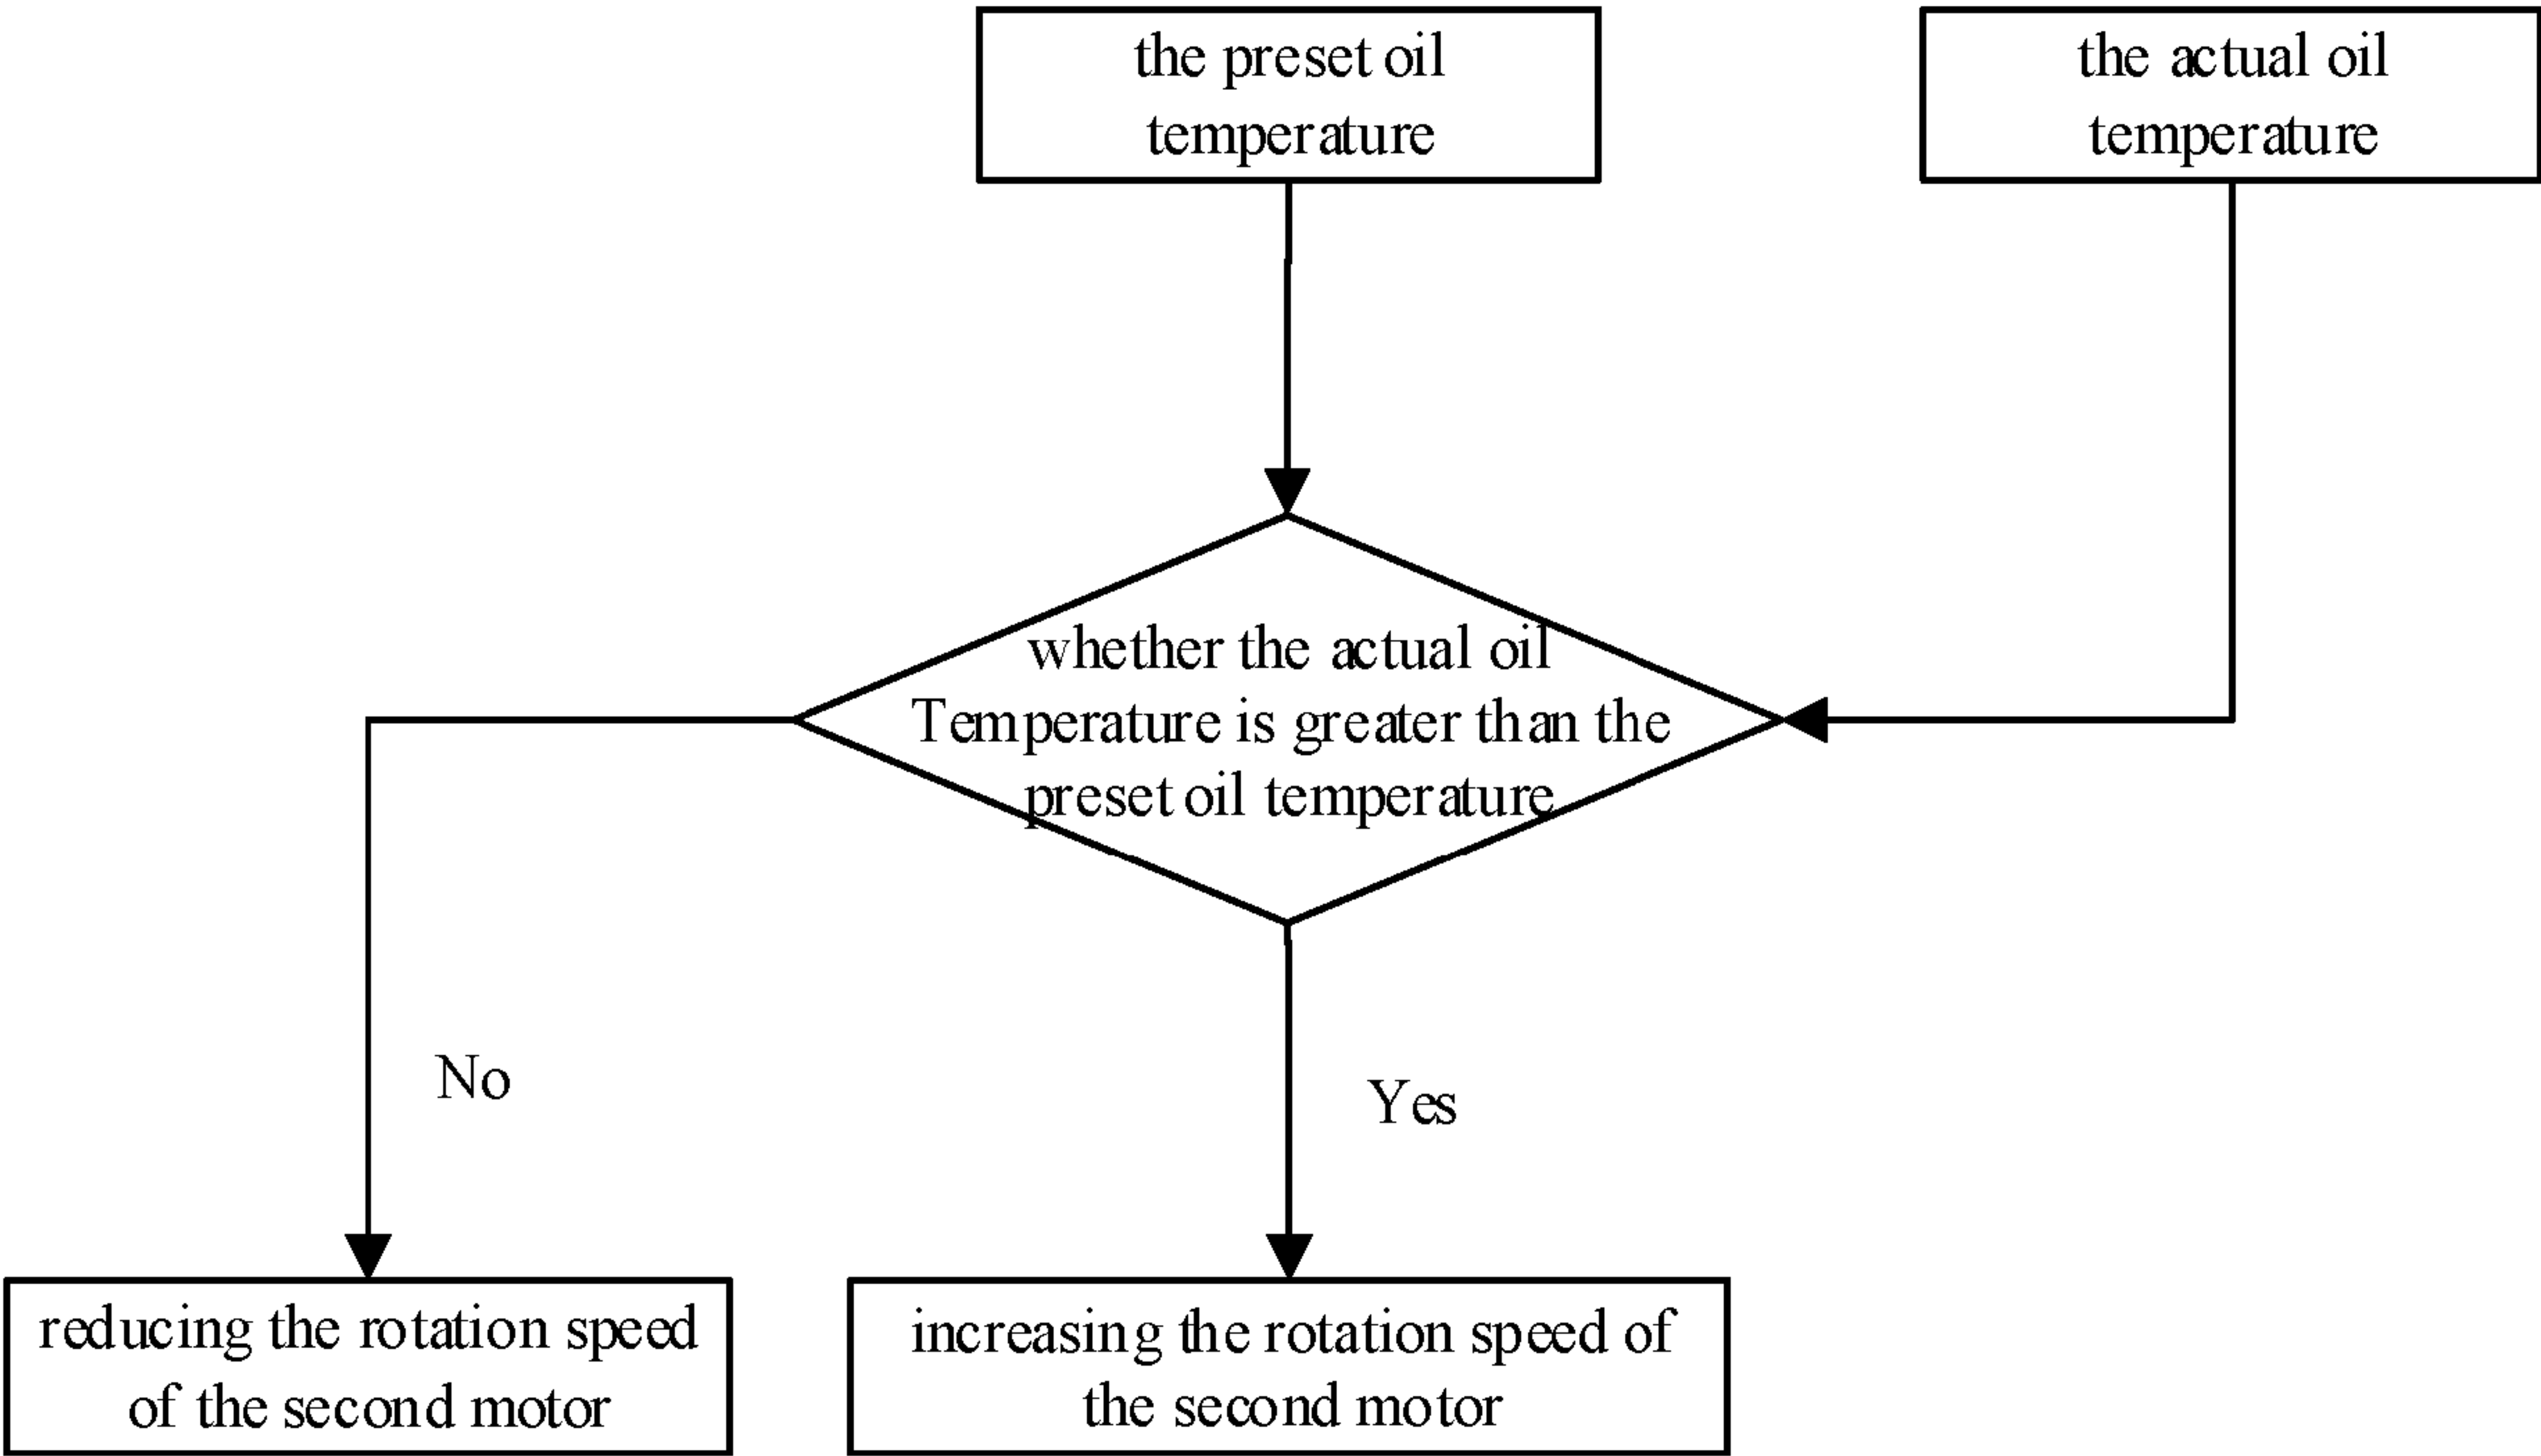 the preset oil
temperature
the actual oil
temperature
whether the actual oil
Temperature is greater than the
preset oil temperature
No
Yes
reducing the rotation speed
of the second motor
increasing the rotation speed of
the second motor